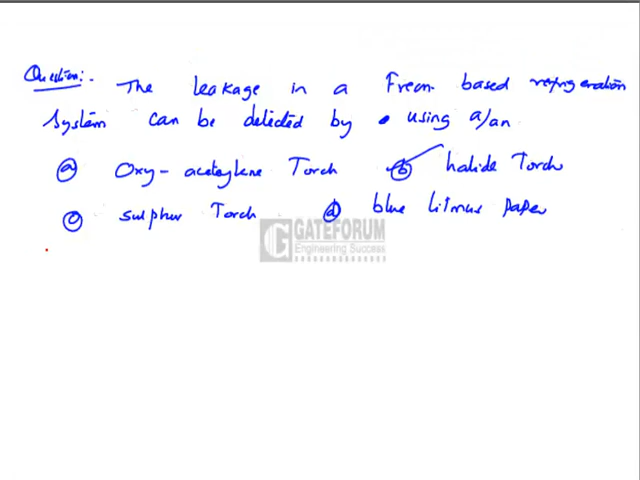 Question:-
The leakage in a Freon based refrigeration
System can be detected by using a/an
(a) Oxy-acetylene Torch (b) halide Torch
(c) sulphur Torch (d) blue litmus paper
GATEFORUM
Engineering Success